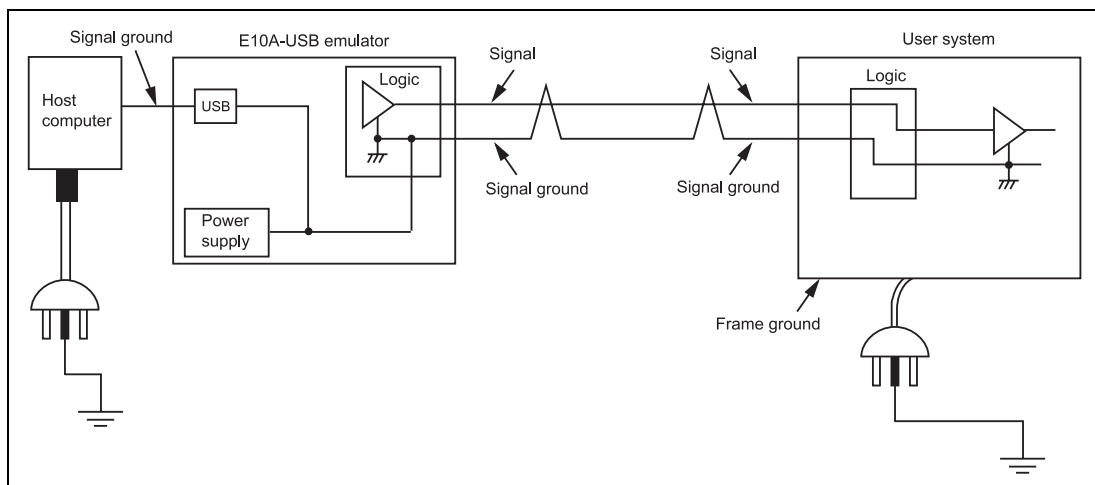 Signal ground
E10A-USB emulator
User system
Signal
Signal
Logic
Logic
Host
computer
USB
Signal ground
Signal ground
Power
supply
Frame ground